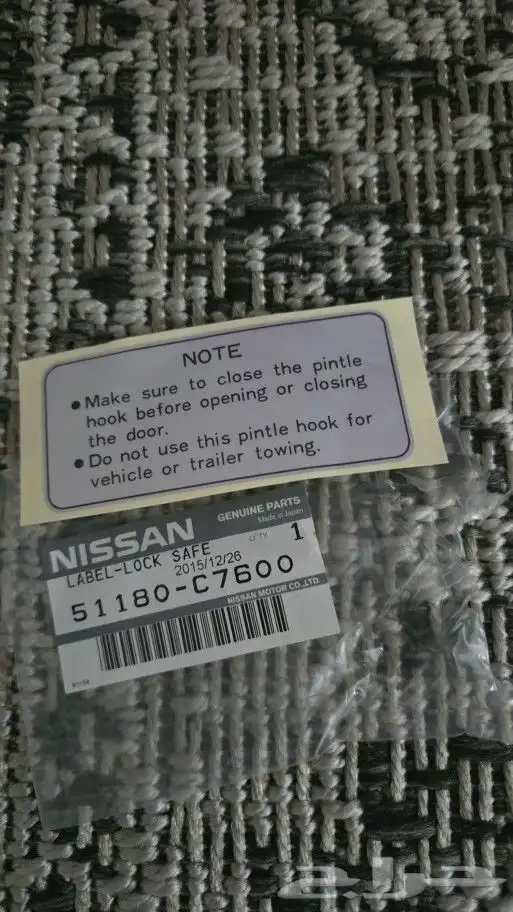 NOTE
● Make sure to close the pintle
hook before opening or closing
the door.
● Do not use this pintle hook for
vehicle or trailer towing.
NISSAN GENUINE PARTS
Made in Japan
LABEL-LOCK SAFE Q'TY 1
2015/12/26
51180-C7600
NISSAN MOTOR CO.,LTD.